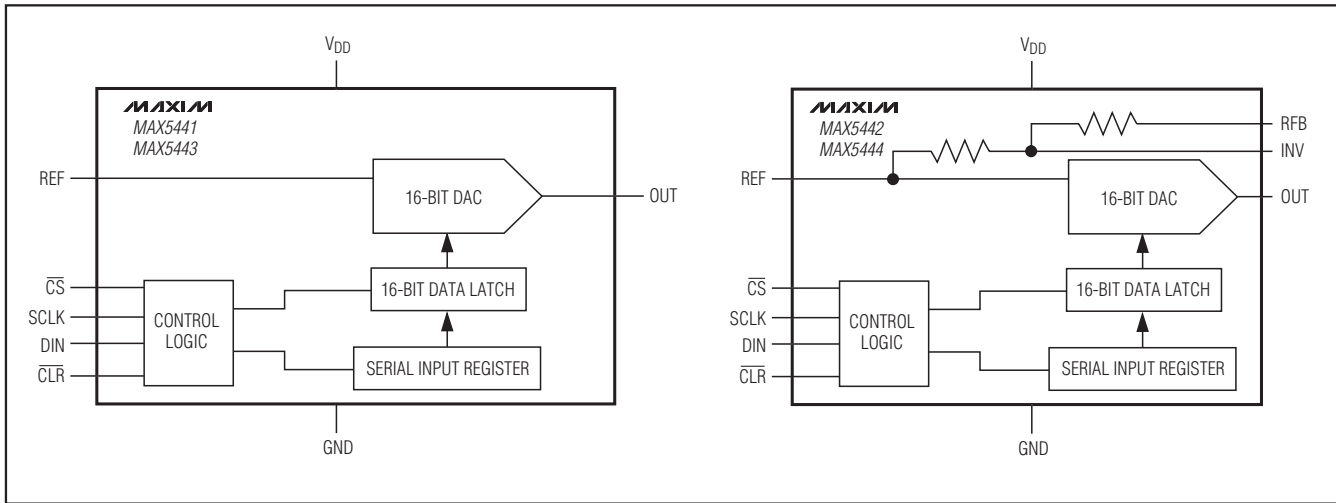 VDD
MAXIM
MAX5441
MAX5443
REF
16-BIT DAC
OUT
CS
SCLK
DIN
CLR
CONTROL
LOGIC
16-BIT DATA LATCH
SERIAL INPUT REGISTER
GND
VDD
MAXIM
MAX5442
MAX5444
RFB
INV
REF
16-BIT DAC
OUT
CS
SCLK
DIN
CLR
CONTROL
LOGIC
16-BIT DATA LATCH
SERIAL INPUT REGISTER
GND